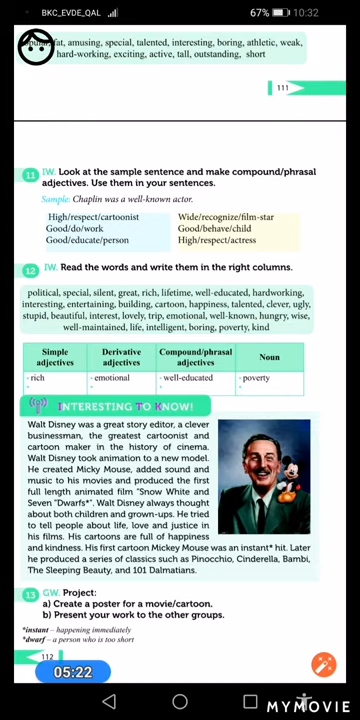 BKC_EVDE_QAL
67% 10:32
fat, amusing, special, talented, interesting, boring, athletic, weak,
hard-working, exciting, active, tall, outstanding, short
111
11 IW. Look at the sample sentence and make compound/phrasal
adjectives. Use them in your sentences.
Sample: Chaplin was a well-known actor.
High/respect/cartoonist
Good/do/work
Good/educate/person
Wide/recognize/film-star
Good/behave/child
High/respect/actress
12 IW. Read the words and write them in the right columns.
political, special, silent, great, rich, lifetime, well-educated, hardworking,
interesting, entertaining, building, cartoon, happiness, talented, clever, ugly,
stupid, beautiful, interest, lovely, trip, emotional, well-known, hungry, wise,
well-maintained, life, intelligent, boring, poverty, kind
Simple adjectives
Derivative adjectives
Compound/phrasal adjectives
Noun
• rich
• emotional
• well-educated
• poverty
INTERESTING TO KNOW!
Walt Disney was a great story editor, a clever
businessman, the greatest cartoonist and
cartoon maker in the history of cinema.
Walt Disney took animation to a new model.
He created Micky Mouse, added sound and
music to his movies and produced the first
full length animated film "Snow White and
Seven "Dwarfs*". Walt Disney always thought
about both children and grown-ups. He tried
to tell people about life, love and justice in
his films. His cartoons are full of happiness
and kindness. His first cartoon Mickey Mouse was an instant* hit. Later
he produced a series of classics such as Pinocchio, Cinderella, Bambi,
The Sleeping Beauty, and 101 Dalmatians.
13 GW. Project:
a) Create a poster for a movie/cartoon.
b) Present your work to the other groups.
*instant – happening immediately
*dwarf – a person who is too short
112
05:22
MYMOVIE